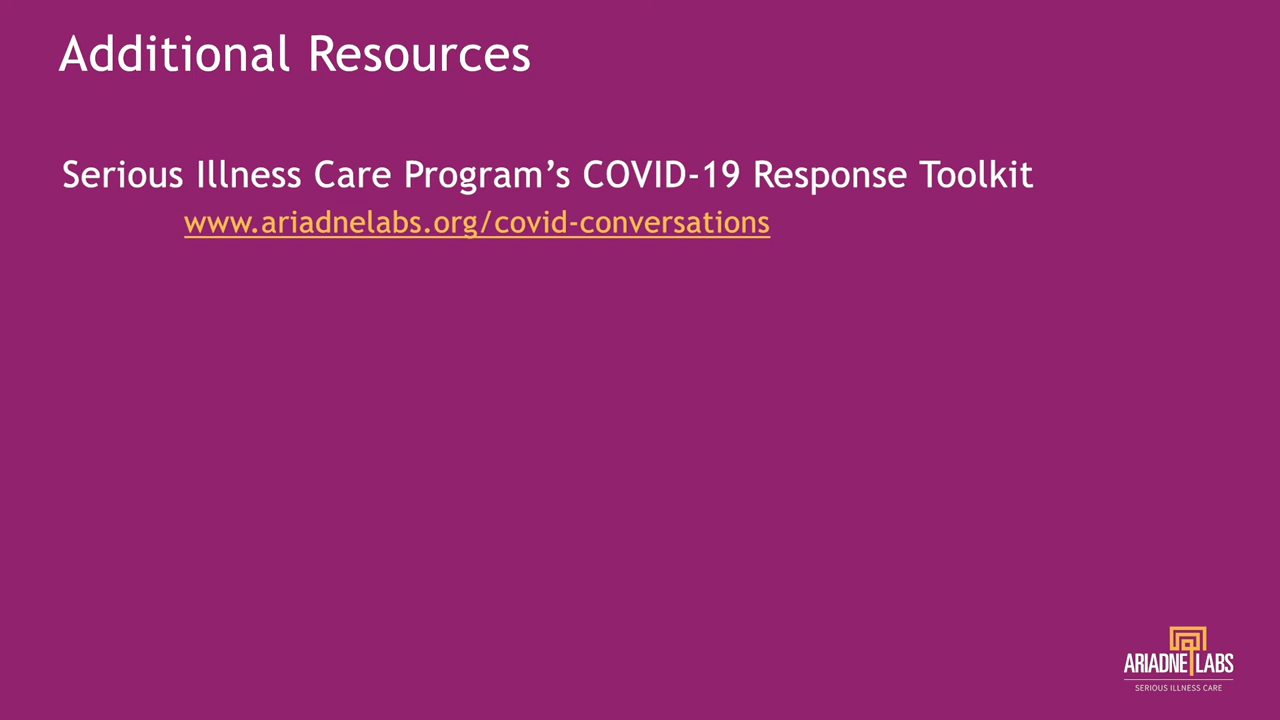 Additional Resources
Serious Illness Care Program’s COVID-19 Response Toolkit
www.ariadnelabs.org/covid-conversations
ARIADNE LABS
SERIOUS ILLNESS CARE